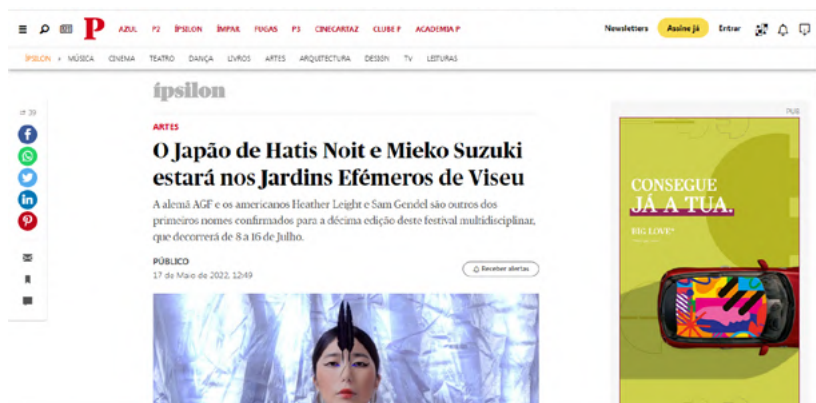 P AZUL P2 ÍPSILON ÍMPAR FUGAS P3 CINECARTAZ CLUBE P ACADEMIA P Newsletters Assine já Entrar
ÍPSILON › MÚSICA CINEMA TEATRO DANÇA LIVROS ARTES ARQUITECTURA DESIGN TV LEITURAS
ípsilon
39
PUB
ARTES
O Japão de Hatis Noit e Mieko Suzuki
estará nos Jardins Efémeros de Viseu
A alemã AGF e os americanos Heather Leight e Sam Gendel são outros dos
primeiros nomes confirmados para a décima edição deste festival multidisciplinar,
que decorrerá de 8 a 16 de Julho.
PÚBLICO
17 de Maio de 2022, 12:49
Receber alertas
CONSEGUE
JÁ A TUA.
BIG LOVE*